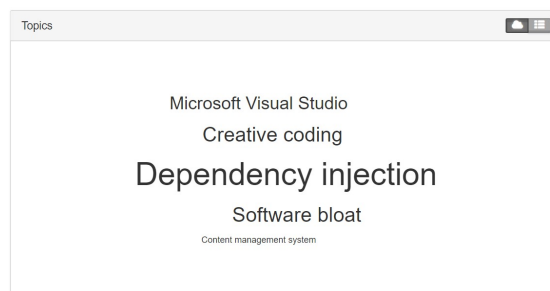 Topics
Microsoft Visual Studio
Creative coding
Dependency injection
Software bloat
Content management system